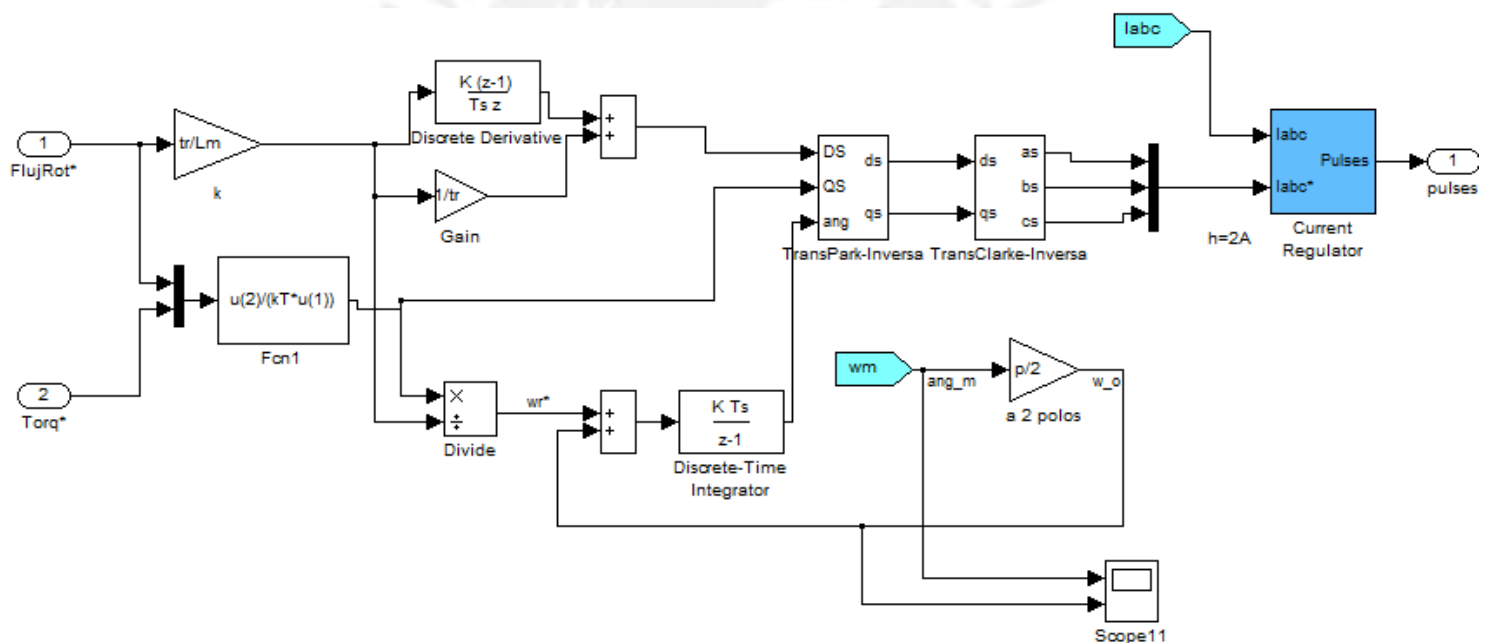 Iabc
K (z-1)
Ts z
Discrete Derivative
1
FlujRot*
tr/Lm
k
+
+
1/tr
Gain
DS
QS
ang
ds
qs
TransPark-Inversa
ds
qs
as
bs
cs
TransClarke-Inversa
Iabc
Iabc*
Pulses
Current
Regulator
h=2A
1
pulses
u(2)/(kT*u(1))
Fcn1
2
Torq*
×
÷
Divide
wr*
+
+
K Ts
z-1
Discrete-Time
Integrator
wm
ang_m
p/2
a 2 polos
w_o
Scope11